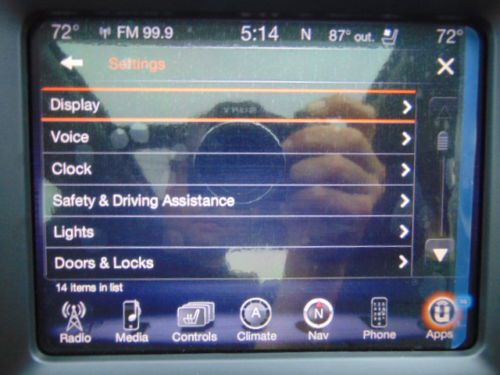 72° FM 99.9 5:14 N 87° out. 72°
Settings
Display
Voice
Clock
Safety & Driving Assistance
Lights
Doors & Locks
14 items in list
A N
Radio Media Controls Climate Nav Phone Apps
SONY